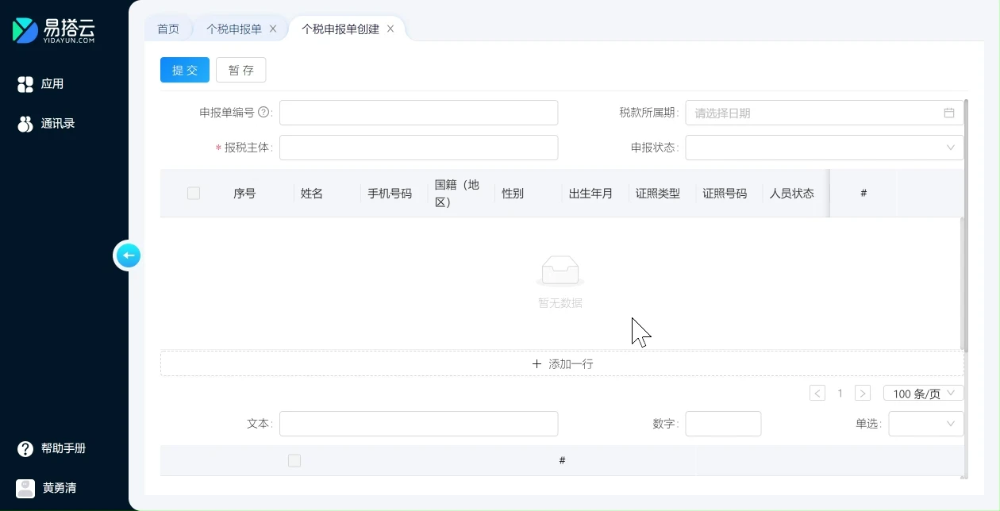 易搭云
YIDAYUN.COM
首页
个税申报单
个税申报单创建
应用
通讯录
提交
暂存
申报单编号?:
税款所属期:
请选择日期
* 报税主体:
申报状态:
序号
姓名
手机号码
国籍（地
区）
性别
出生年月
证照类型
证照号码
人员状态
#
暂无数据
+ 添加一行
< 1 >
100 条/页
文本:
数字:
单选:
#
帮助手册
黄勇清